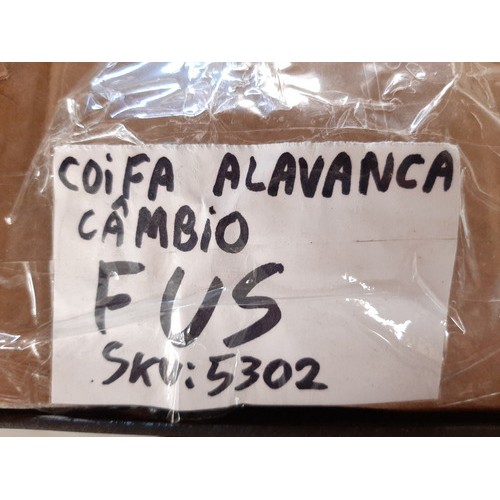 COiFA ALAVANCA
CÂMBiO
FUS
SKU: 5302